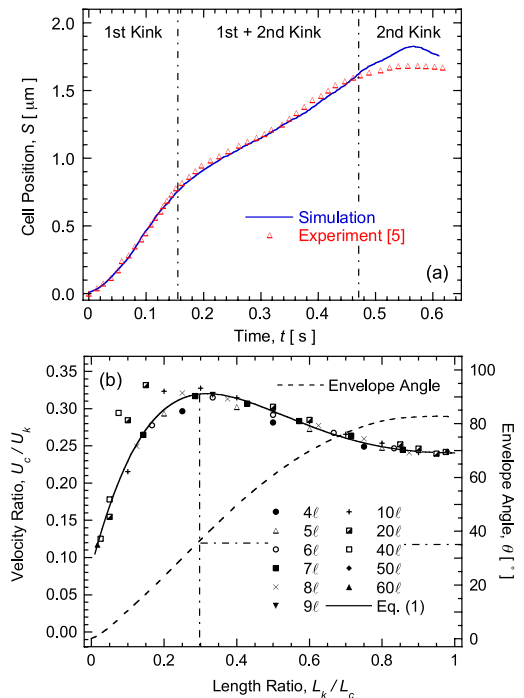 1st Kink 1st + 2nd Kink 2nd Kink
2.0
1.5
1.0
0.5
0.0
Cell Position, S [ μm ]
Simulation
Experiment [5]
(a)
0 0.1 0.2 0.3 0.4 0.5 0.6
Time, t [ s ]
(b)
Envelope Angle
0.35
0.30
0.25
0.20
0.15
0.10
0.05
0.00
Velocity Ratio, U_c / U_k
100
80
60
40
20
0
Envelope Angle, θ [ ° ]
4ℓ 10ℓ
5ℓ 20ℓ
6ℓ 40ℓ
7ℓ 50ℓ
8ℓ 60ℓ
9ℓ Eq. (1)
0 0.2 0.4 0.6 0.8 1
Length Ratio, L_k / L_c